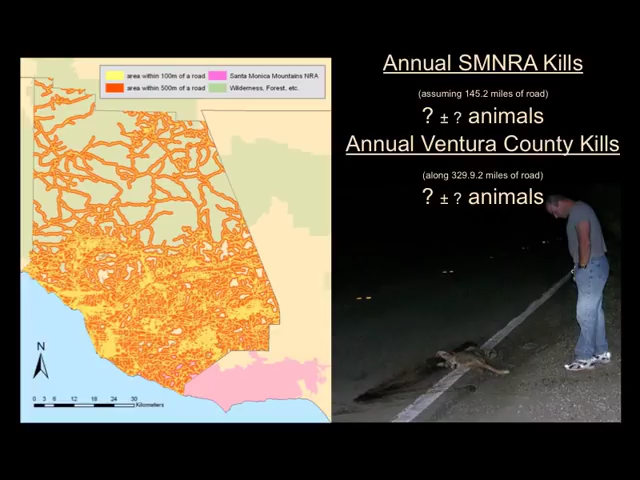 area within 100m of a road
Santa Monica Mountains NRA
area within 500m of a road
Wilderness, Forest, etc.
N
0 3 6 12 18 24 30
Kilometers
Annual SMNRA Kills
(assuming 145.2 miles of road)
? ± ? animals
Annual Ventura County Kills
(along 329.9.2 miles of road)
? ± ? animals